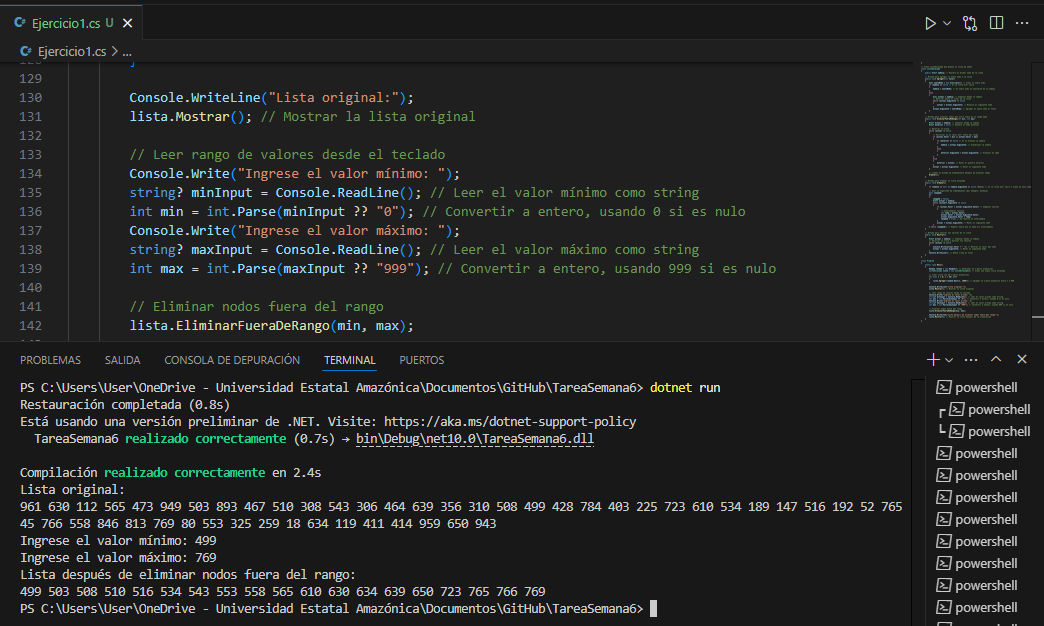 Ejercicio1.cs U
Ejercicio1.cs > ...
129
130 Console.WriteLine("Lista original:");
131 lista.Mostrar(); // Mostrar la lista original
132
133 // Leer rango de valores desde el teclado
134 Console.Write("Ingrese el valor mínimo: ");
135 string? minInput = Console.ReadLine(); // Leer el valor mínimo como string
136 int min = int.Parse(minInput ?? "0"); // Convertir a entero, usando 0 si es nulo
137 Console.Write("Ingrese el valor máximo: ");
138 string? maxInput = Console.ReadLine(); // Leer el valor máximo como string
139 int max = int.Parse(maxInput ?? "999"); // Convertir a entero, usando 999 si es nulo
140
141 // Eliminar nodos fuera del rango
142 lista.EliminarFueraDeRango(min, max);
PROBLEMAS SALIDA CONSOLA DE DEPURACIÓN TERMINAL PUERTOS
PS C:\Users\User\OneDrive - Universidad Estatal Amazónica\Documentos\GitHub\TareaSemana6> dotnet run
Restauración completada (0.8s)
Está usando una versión preliminar de .NET. Visite: https://aka.ms/dotnet-support-policy
TareaSemana6 realizado correctamente (0.7s) → bin\Debug\net10.0\TareaSemana6.dll
Compilación realizado correctamente en 2.4s
Lista original:
961 630 112 565 473 949 503 893 467 510 308 543 306 464 639 356 310 508 499 428 784 403 225 723 610 534 189 147 516 192 52 765
45 766 558 846 813 769 80 553 325 259 18 634 119 411 414 959 650 943
Ingrese el valor mínimo: 499
Ingrese el valor máximo: 769
Lista después de eliminar nodos fuera del rango:
499 503 508 510 516 534 543 553 558 565 610 630 634 639 650 723 765 766 769
PS C:\Users\User\OneDrive - Universidad Estatal Amazónica\Documentos\GitHub\TareaSemana6>
powershell
powershell
powershell
powershell
powershell
powershell
powershell
powershell
powershell
powershell
powershell